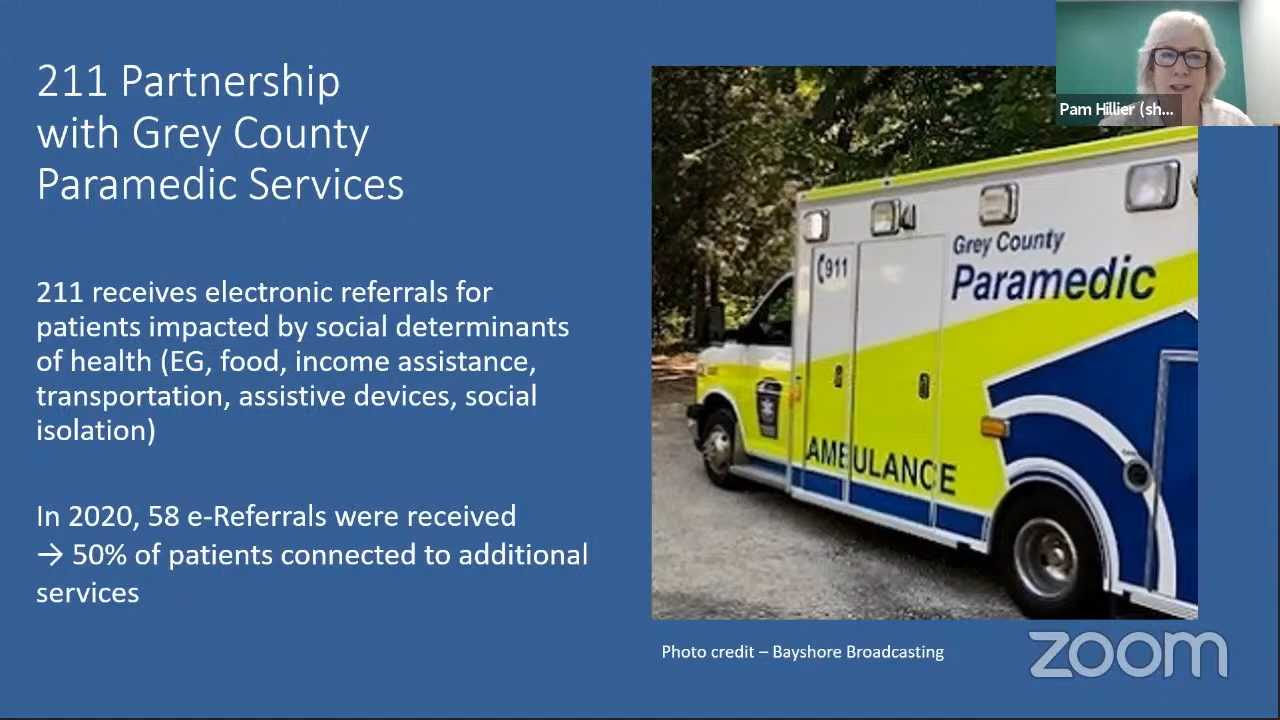 211 Partnership
with Grey County
Paramedic Services
211 receives electronic referrals for
patients impacted by social determinants
of health (EG, food, income assistance,
transportation, assistive devices, social
isolation)
In 2020, 58 e-Referrals were received
→ 50% of patients connected to additional
services
Pam Hillier (sh...
911
Grey County
Paramedic
AMBULANCE
Photo credit – Bayshore Broadcasting
zoom